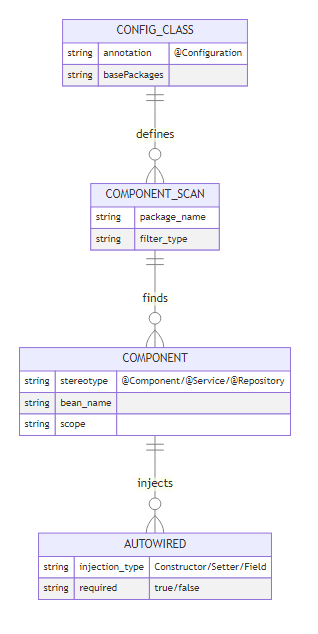 CONFIG_CLASS
string annotation @Configuration
string basePackages
defines
COMPONENT_SCAN
string package_name
string filter_type
finds
COMPONENT
string stereotype @Component/@Service/@Repository
string bean_name
string scope
injects
AUTOWIRED
string injection_type Constructor/Setter/Field
string required true/false